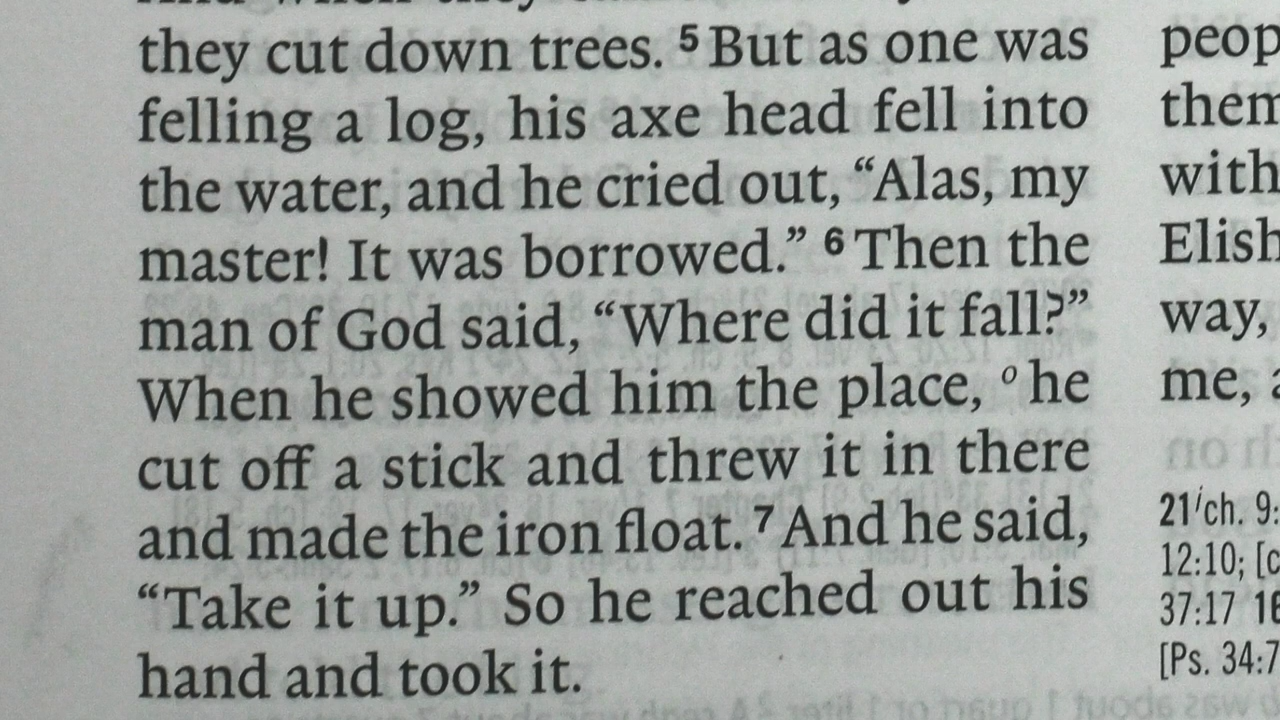 they cut down trees. 5 But as one was
felling a log, his axe head fell into
the water, and he cried out, “Alas, my
master! It was borrowed.” 6 Then the
man of God said, “Where did it fall?”
When he showed him the place, o he
cut off a stick and threw it in there
and made the iron float. 7 And he said,
“Take it up.” So he reached out his
hand and took it.
them
with
way,
me,
21 i ch. 9:
12:10;
37:17
[Ps. 34:7